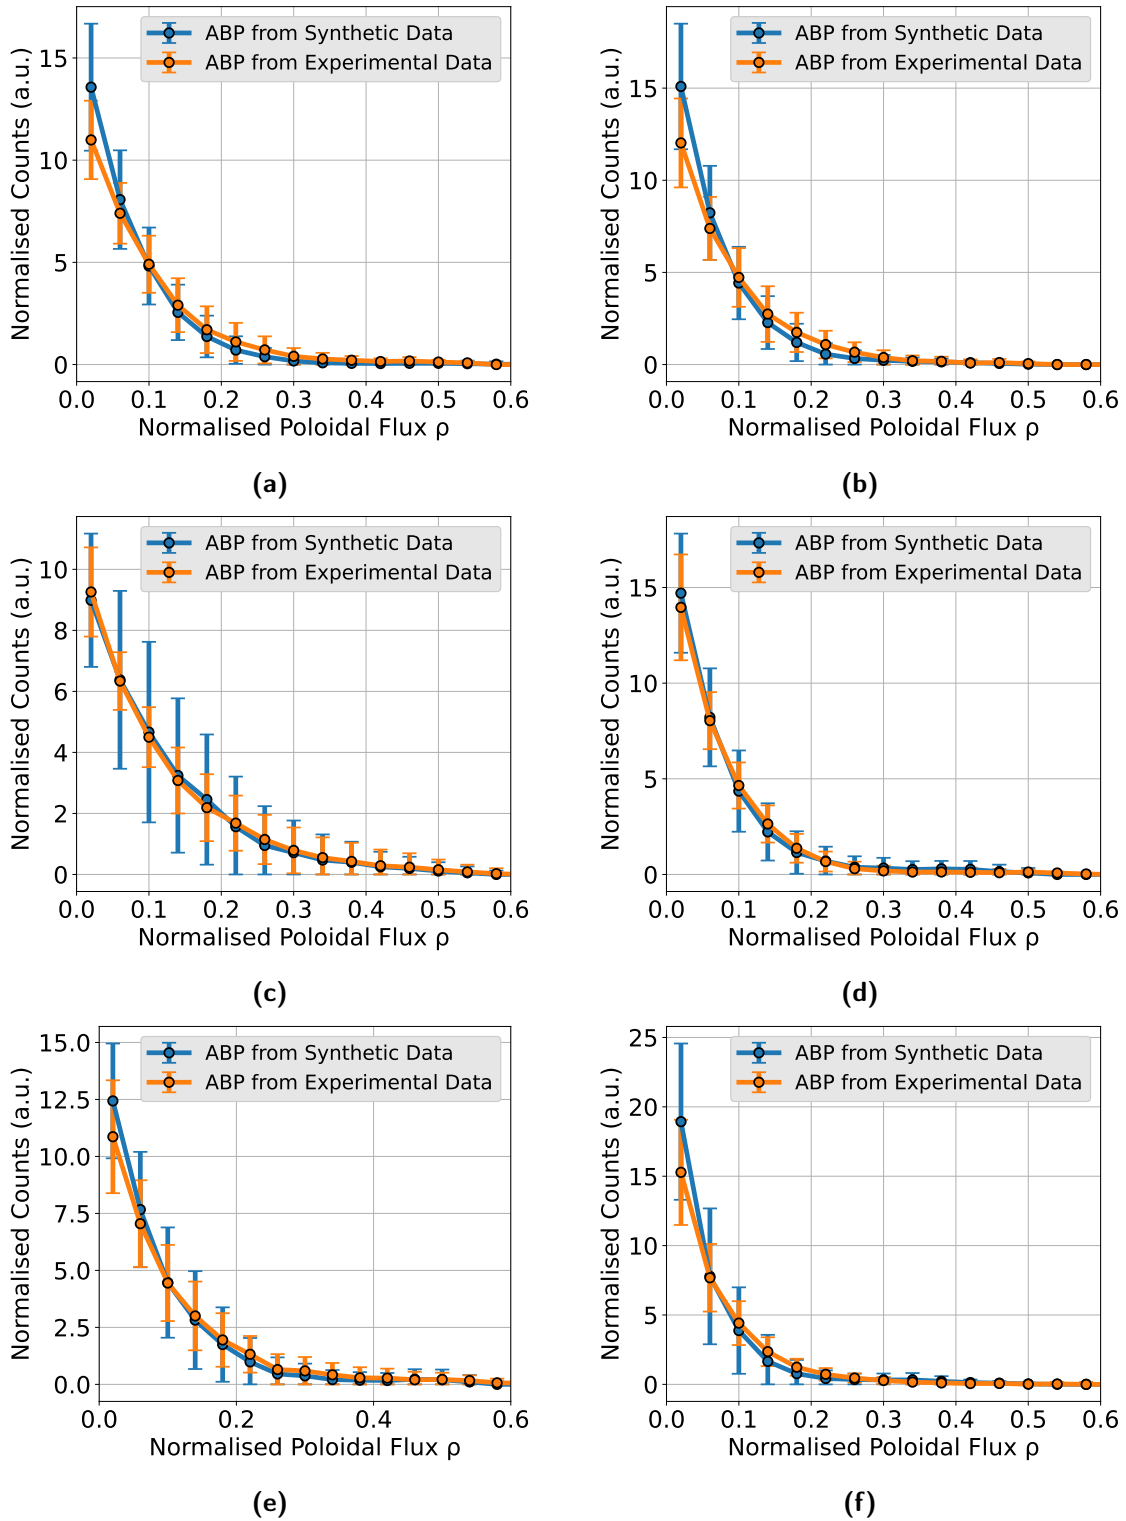 ABP from Synthetic Data
ABP from Experimental Data
Normalised Counts (a.u.)
15
10
5
0
0.0 0.1 0.2 0.3 0.4 0.5 0.6
Normalised Poloidal Flux ρ
(a)
ABP from Synthetic Data
ABP from Experimental Data
Normalised Counts (a.u.)
15
10
5
0
0.0 0.1 0.2 0.3 0.4 0.5 0.6
Normalised Poloidal Flux ρ
(b)
ABP from Synthetic Data
ABP from Experimental Data
Normalised Counts (a.u.)
10
8
6
4
2
0
0.0 0.1 0.2 0.3 0.4 0.5 0.6
Normalised Poloidal Flux ρ
(c)
ABP from Synthetic Data
ABP from Experimental Data
Normalised Counts (a.u.)
15
10
5
0
0.0 0.1 0.2 0.3 0.4 0.5 0.6
Normalised Poloidal Flux ρ
(d)
ABP from Synthetic Data
ABP from Experimental Data
Normalised Counts (a.u.)
15.0
12.5
10.0
7.5
5.0
2.5
0.0
0.0 0.2 0.4 0.6
Normalised Poloidal Flux ρ
(e)
ABP from Synthetic Data
ABP from Experimental Data
Normalised Counts (a.u.)
25
20
15
10
5
0
0.0 0.1 0.2 0.3 0.4 0.5 0.6
Normalised Poloidal Flux ρ
(f)